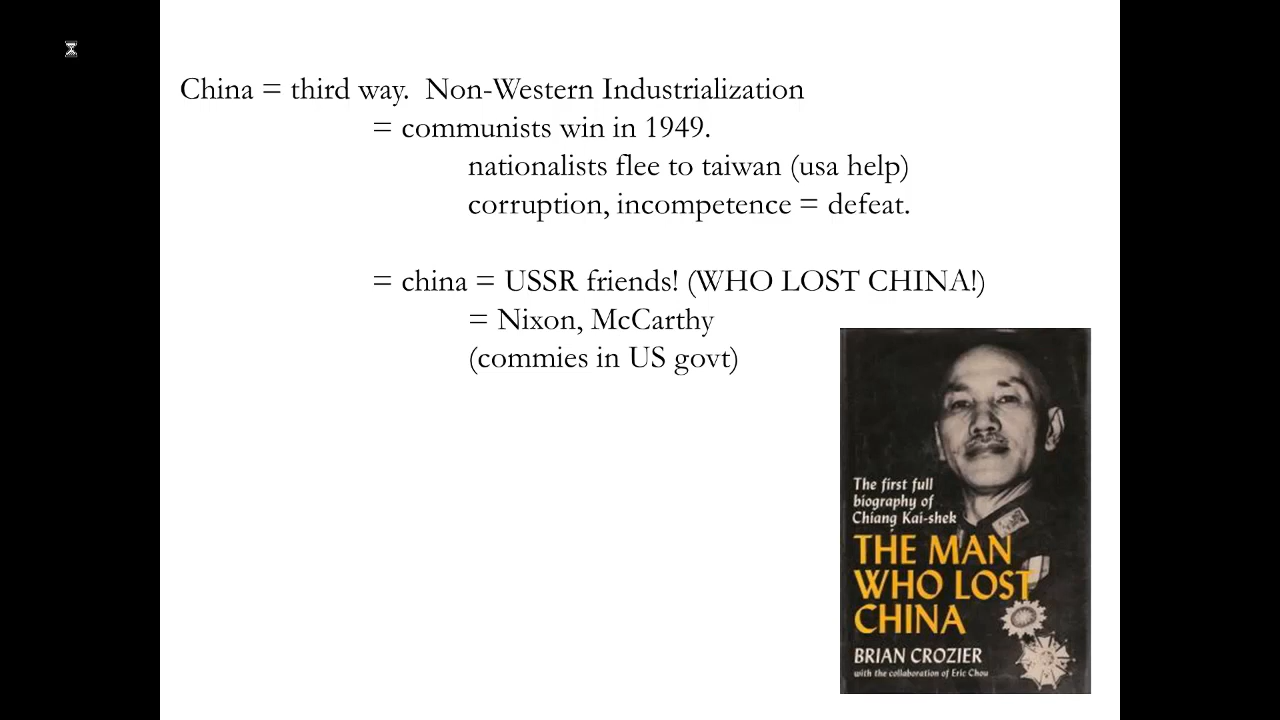 China = third way.  Non-Western Industrialization
= communists win in 1949.
nationalists flee to taiwan (usa help)
corruption, incompetence = defeat.
= china = USSR friends! (WHO LOST CHINA!)
= Nixon, McCarthy
(commies in US govt)
The first full
biography of
Chiang Kai-shek
THE MAN
WHO LOST
CHINA
BRIAN CROZIER
with the collaboration of Eric Chou